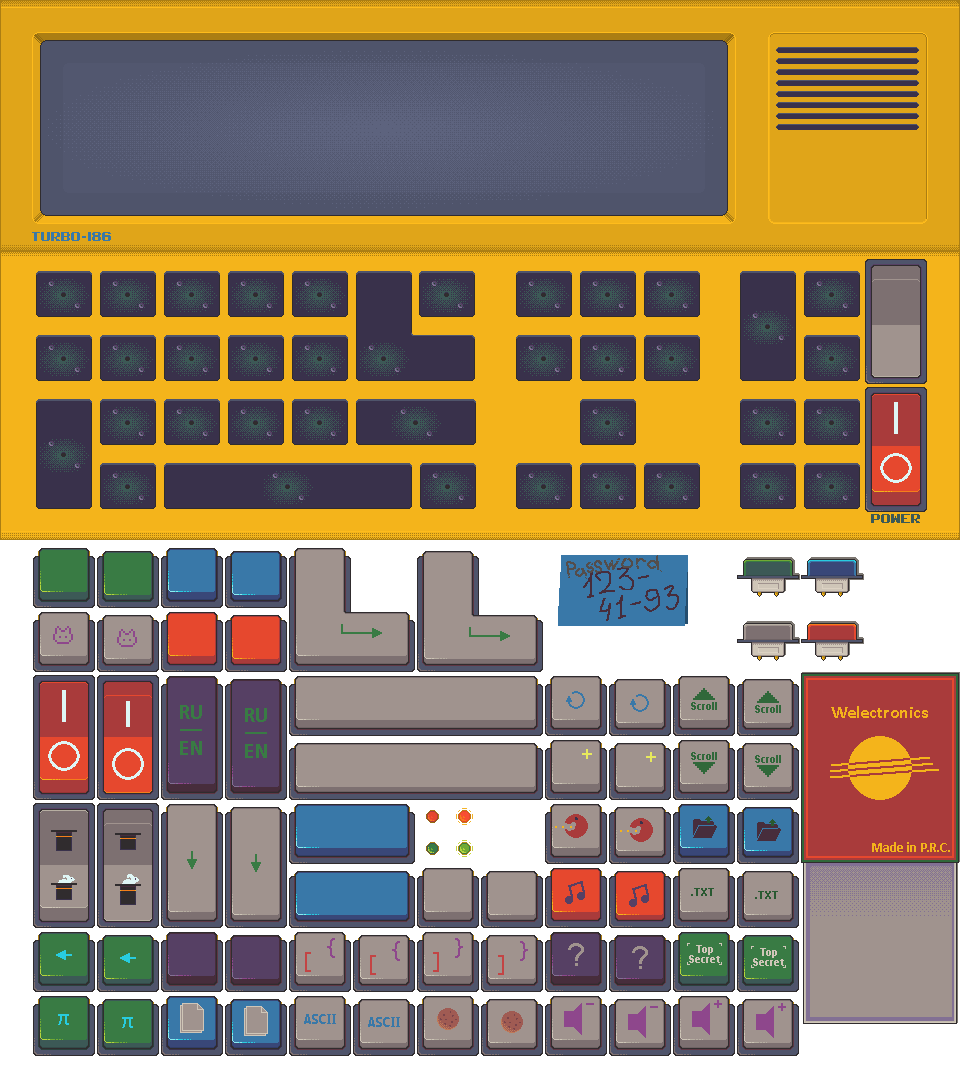 TURBO-186
POWER
Password
123-
41-93
RU
EN
RU
EN
Scroll
Scroll
Scroll
Scroll
Welectronics
Made in P.R.C.
.TXT
.TXT
+
+
[ {
[ {
] }
] }
?
?
Top
Secret
Top
Secret
π
π
ASCII
ASCII
-
-
+
+